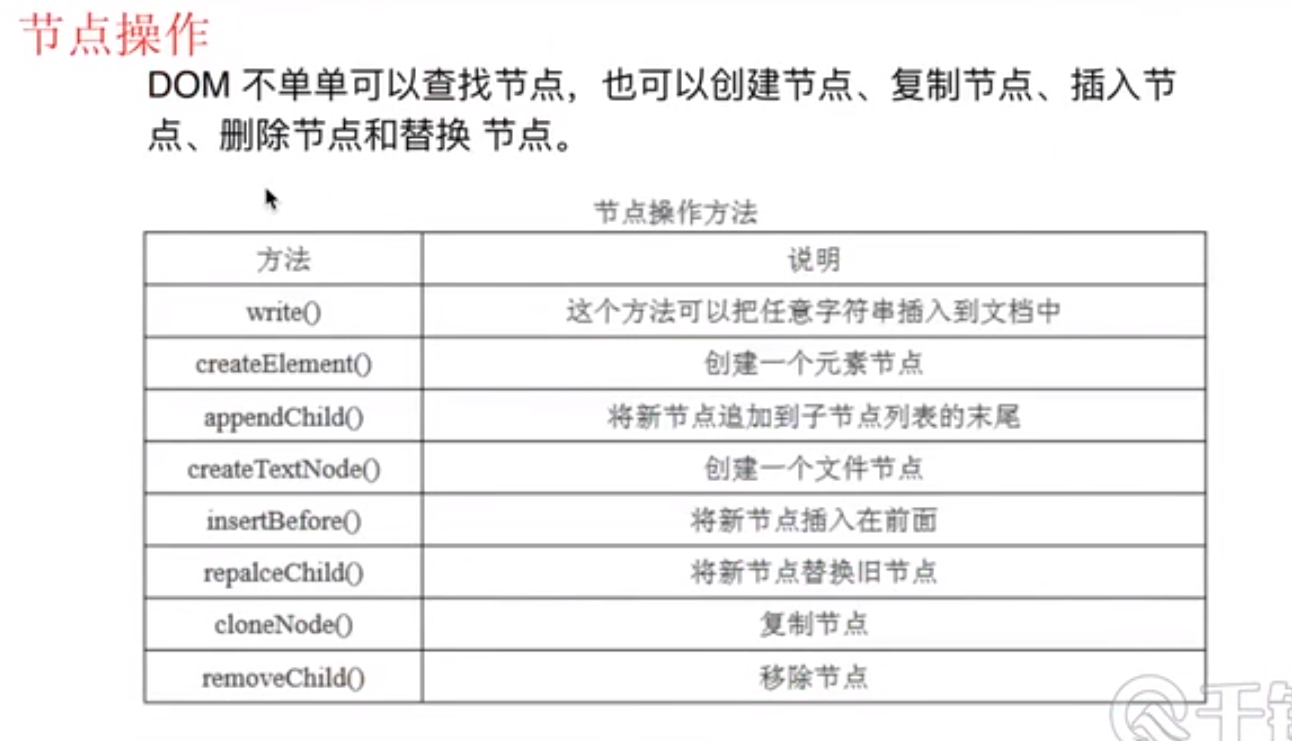 节点操作
DOM 不单单可以查找节点，也可以创建节点、复制节点、插入节
点、删除节点和替换 节点。
节点操作方法
方法 说明
write() 这个方法可以把任意字符串插入到文档中
createElement() 创建一个元素节点
appendChild() 将新节点追加到子节点列表的末尾
createTextNode() 创建一个文件节点
insertBefore() 将新节点插入在前面
repalceChild() 将新节点替换旧节点
cloneNode() 复制节点
removeChild() 移除节点